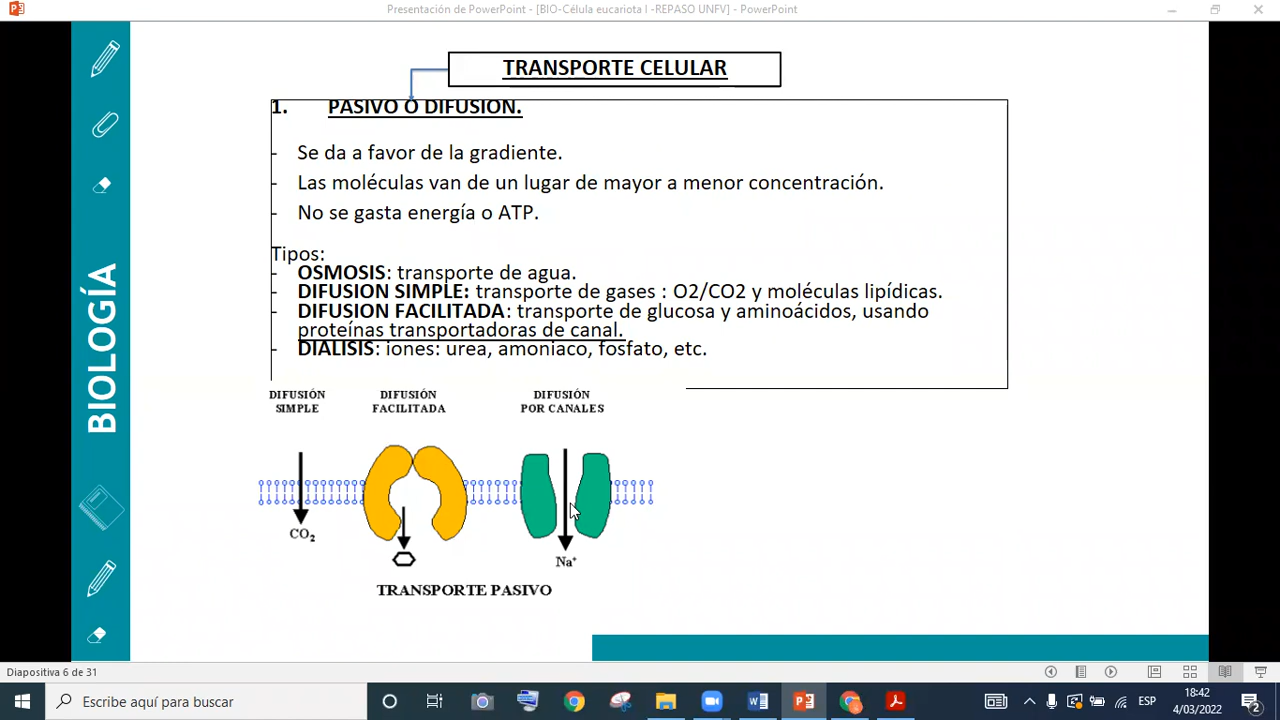 Presentación de PowerPoint - [BIO-Célula eucariota I -REPASO UNFV] - PowerPoint
TRANSPORTE CELULAR
1. PASIVO O DIFUSION.
- Se da a favor de la gradiente.
- Las moléculas van de un lugar de mayor a menor concentración.
- No se gasta energía o ATP.
Tipos:
- OSMOSIS: transporte de agua.
- DIFUSION SIMPLE: transporte de gases : O2/CO2 y moléculas lipídicas.
- DIFUSION FACILITADA: transporte de glucosa y aminoácidos, usando
proteínas transportadoras de canal.
- DIALISIS: iones: urea, amoniaco, fosfato, etc.
BIOLOGÍA
DIFUSIÓN
SIMPLE
DIFUSIÓN
FACILITADA
DIFUSIÓN
POR CANALES
CO₂
Na⁺
TRANSPORTE PASIVO
Diapositiva 6 de 31
Escribe aquí para buscar
ESP
18:42
4/03/2022
2